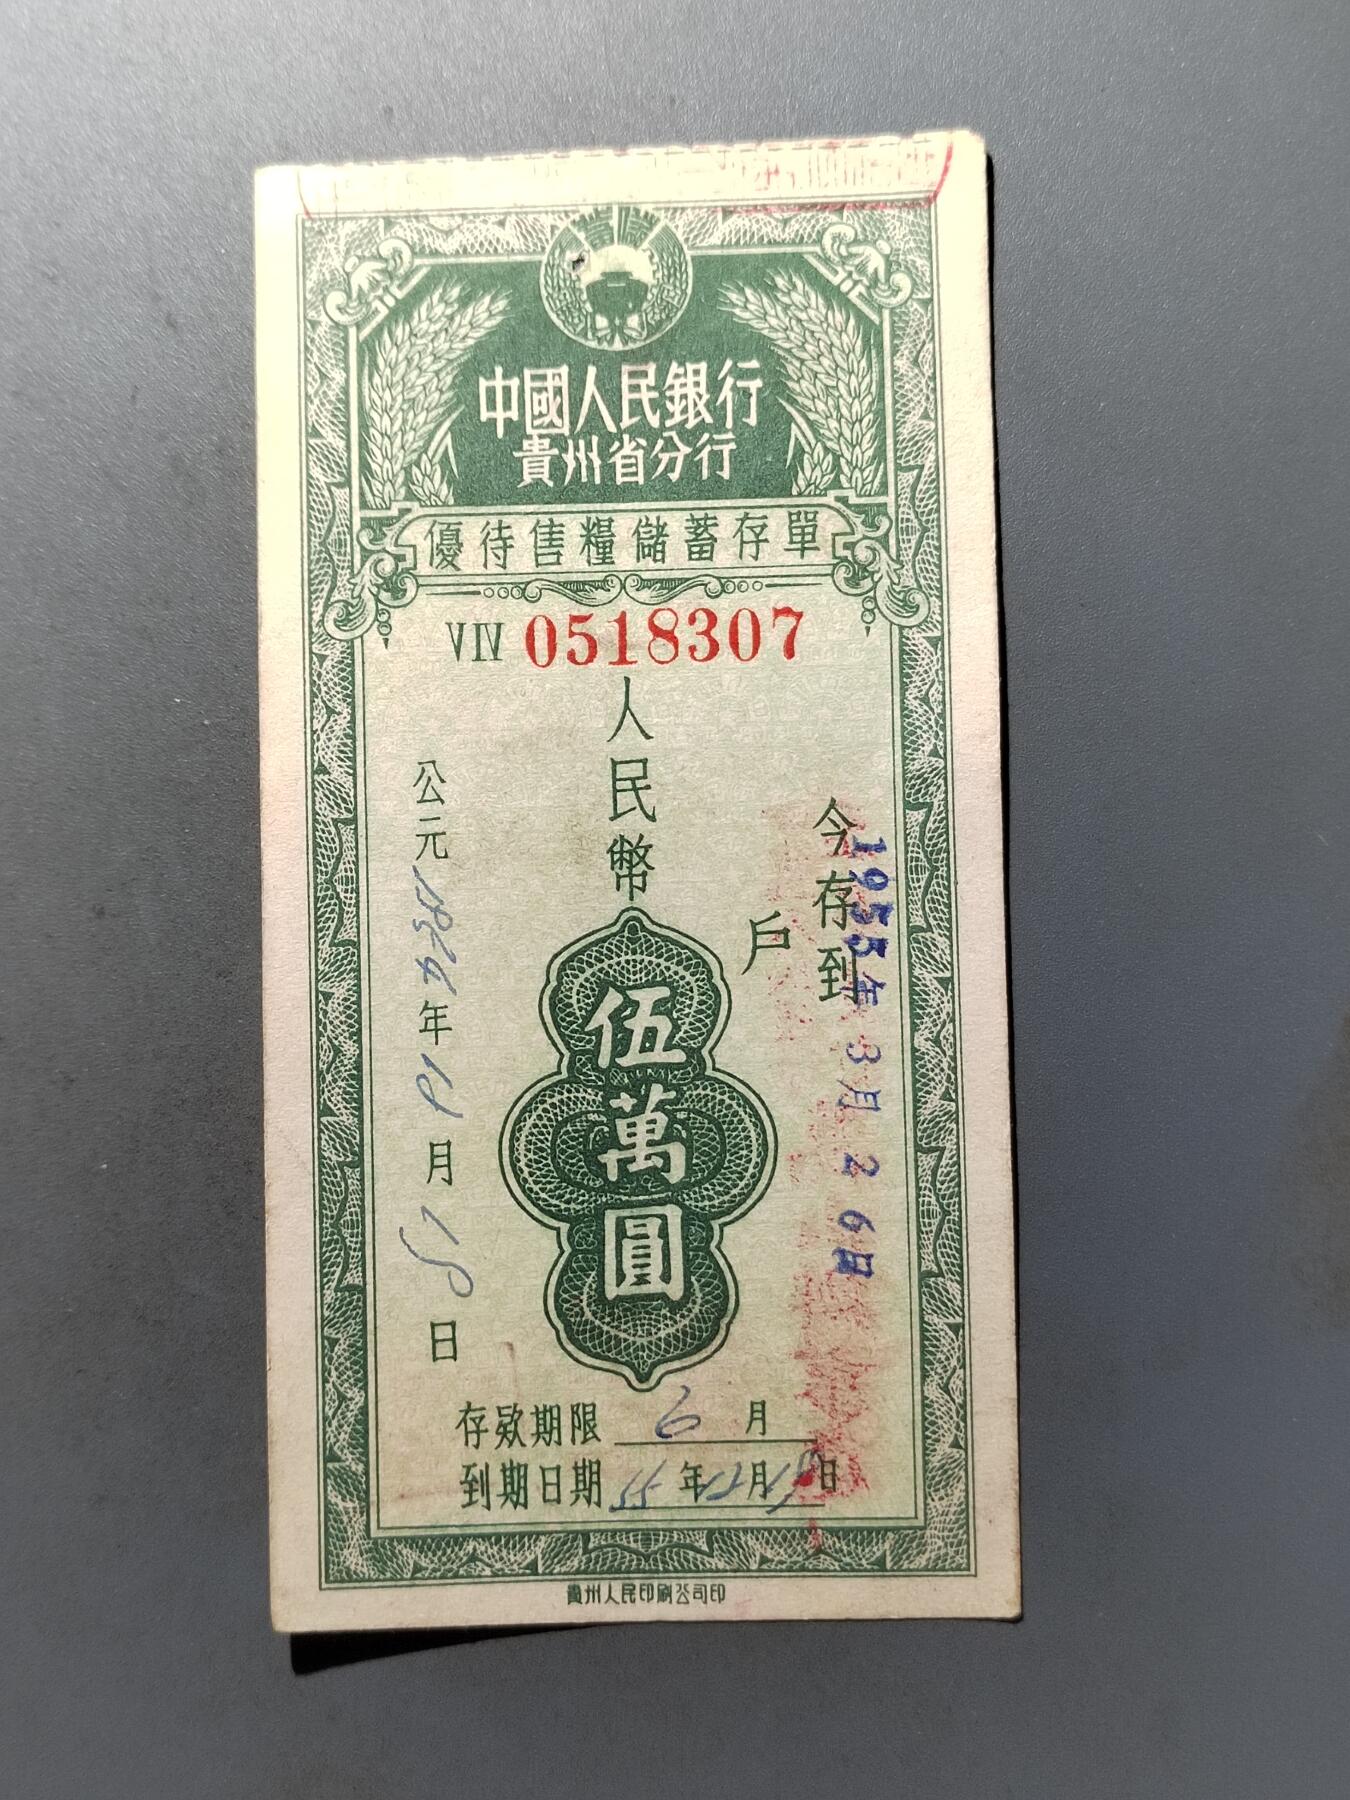 中國人民銀行
貴州省分行
優待售糧儲蓄存單
VIV 0518307
今存到
1955年3月26日
戶
人民幣
伍萬圓
公元 年 月 日
存欵期限 6 月
到期日期 55 年 月 日
貴州人民印刷公司印